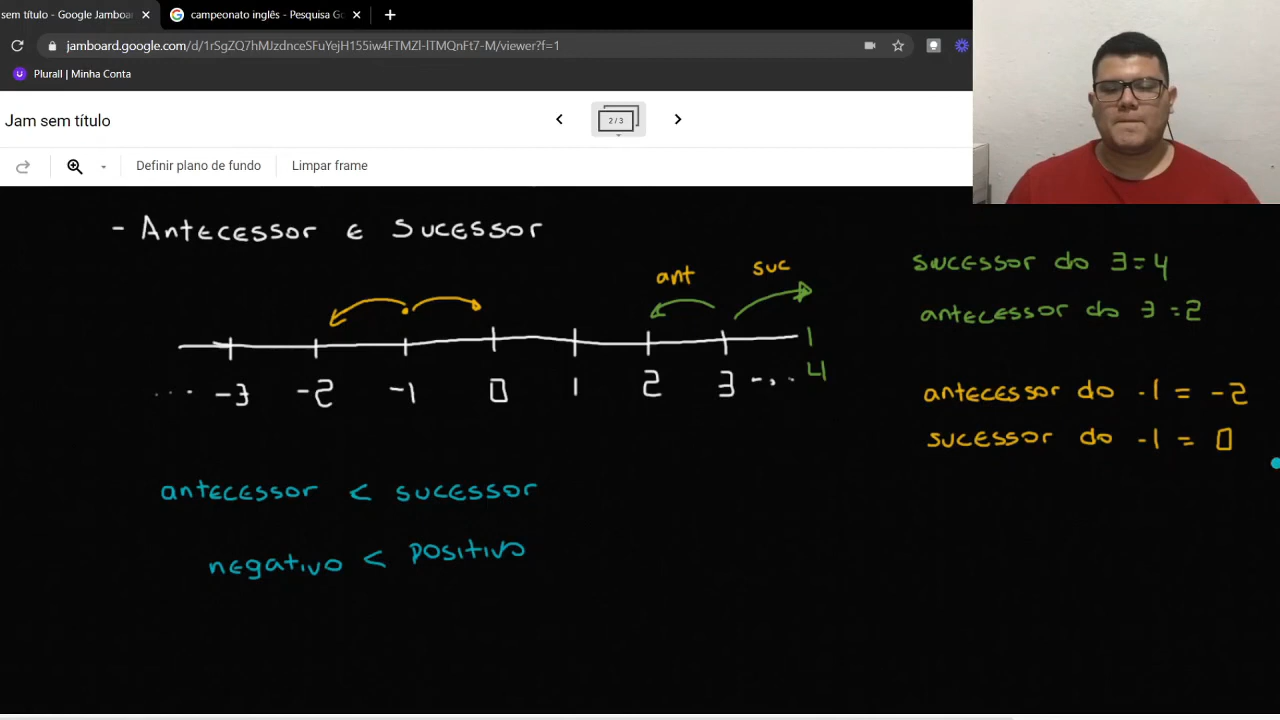 sem título - Google Jamboa
campeonato inglês - Pesquisa Go
jamboard.google.com/d/1rSgZQ7hMJzdnceSFuYejH155iw4FTMZl-lTMQnFt7-M/viewer?f=1
Plurall | Minha Conta
Jam sem título
2 / 3
Definir plano de fundo
Limpar frame
- Antecessor e Sucessor
ant suc
... -3 -2 -1 0 1 2 3 ... 4
sucessor do 3 = 4
antecessor do 3 = 2
antecessor do -1 = -2
sucessor do -1 = 0
antecessor < sucessor
negativo < positivo